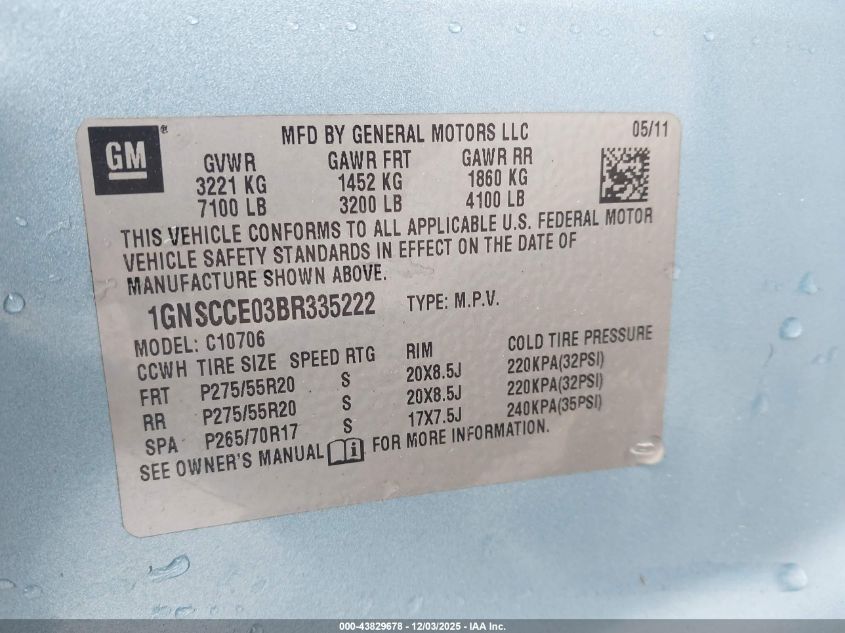 GM®
MFD BY GENERAL MOTORS LLC 05/11
GVWR GAWR FRT GAWR RR
3221 KG 1452 KG 1860 KG
7100 LB 3200 LB 4100 LB
THIS VEHICLE CONFORMS TO ALL APPLICABLE U.S. FEDERAL MOTOR
VEHICLE SAFETY STANDARDS IN EFFECT ON THE DATE OF
MANUFACTURE SHOWN ABOVE.
1GNSCCE03BR335222 TYPE: M.P.V.
MODEL: C10706
CCWH TIRE SIZE SPEED RTG RIM COLD TIRE PRESSURE
FRT P275/55R20 S 20X8.5J 220KPA(32PSI)
RR P275/55R20 S 20X8.5J 220KPA(32PSI)
SPA P265/70R17 S 17X7.5J 240KPA(35PSI)
SEE OWNER'S MANUAL i FOR MORE INFORMATION.
000-43829678 - 12/03/2025 - IAA Inc.